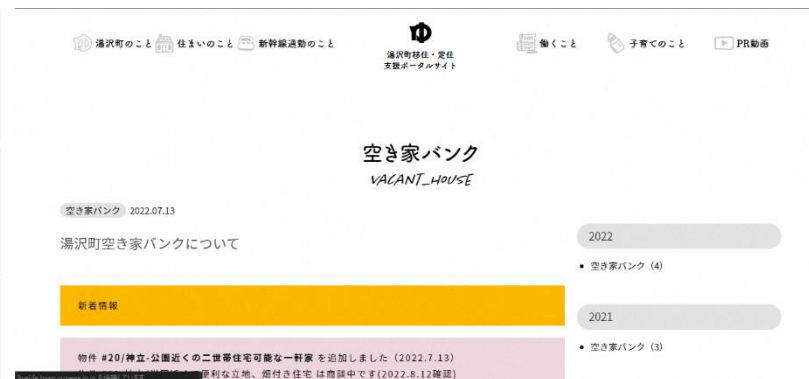 湯沢町のこと 住まいのこと 新幹線通勤のこと
湯沢町移住・定住
支援ポータルサイト
働くこと 子育てのこと PR動画
空き家バンク
VACANT_HOUSE
空き家バンク 2022.07.13
湯沢町空き家バンクについて
新着情報
物件 #20/神立-公園近くの二世帯住宅可能な一軒家 を追加しました（2022.7.13）
便利な立地、畑付き住宅 は商談中です(2022.8.12確認)
2022
空き家バンク（4）
2021
空き家バンク（3）